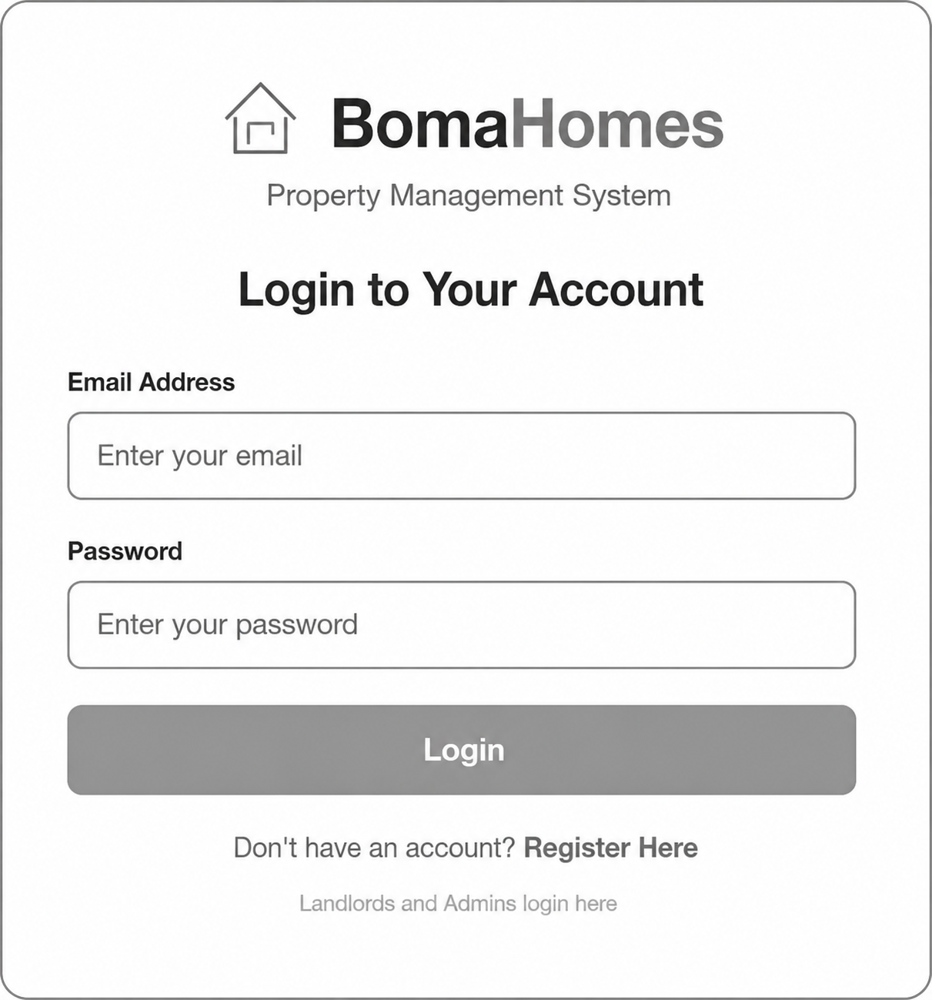 BomaHomes
Property Management System
Login to Your Account
Email Address
Enter your email
Password
Enter your password
Login
Don't have an account? Register Here
Landlords and Admins login here